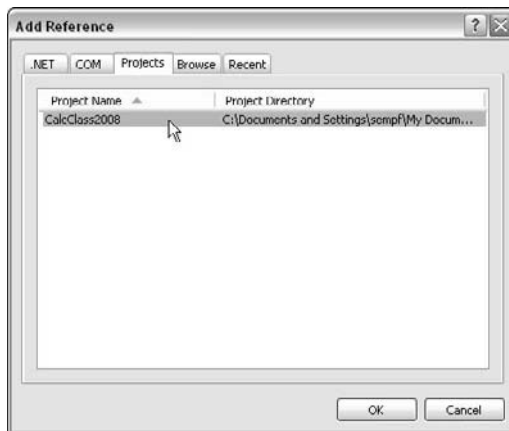 Add Reference
.NET COM Projects Browse Recent
Project Name Project Directory
CalcClass2008 C:\Documents and Settings\sempf\My Docum...
OK Cancel